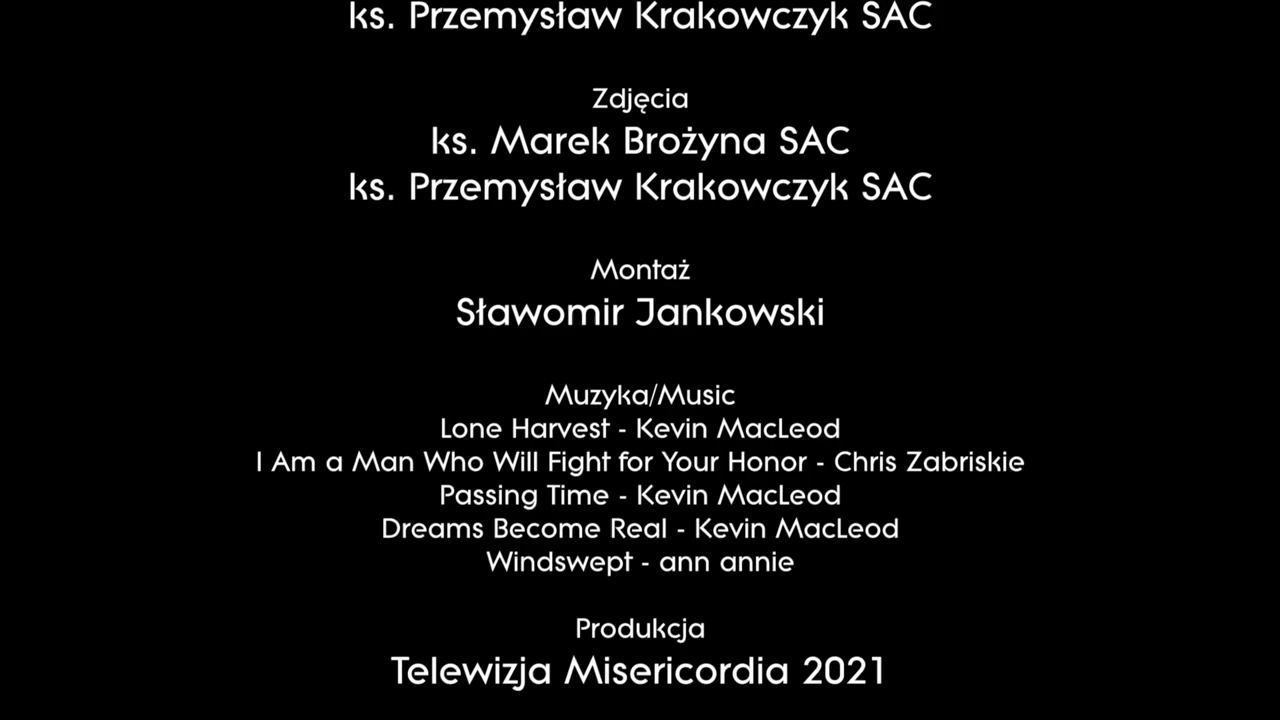 ks. Przemysław Krakowczyk SAC
Zdjęcia
ks. Marek Brożyna SAC
ks. Przemysław Krakowczyk SAC
Montaż
Sławomir Jankowski
Muzyka/Music
Lone Harvest - Kevin MacLeod
I Am a Man Who Will Fight for Your Honor - Chris Zabriskie
Passing Time - Kevin MacLeod
Dreams Become Real - Kevin MacLeod
Windswept - ann annie
Produkcja
Telewizja Misericordia 2021